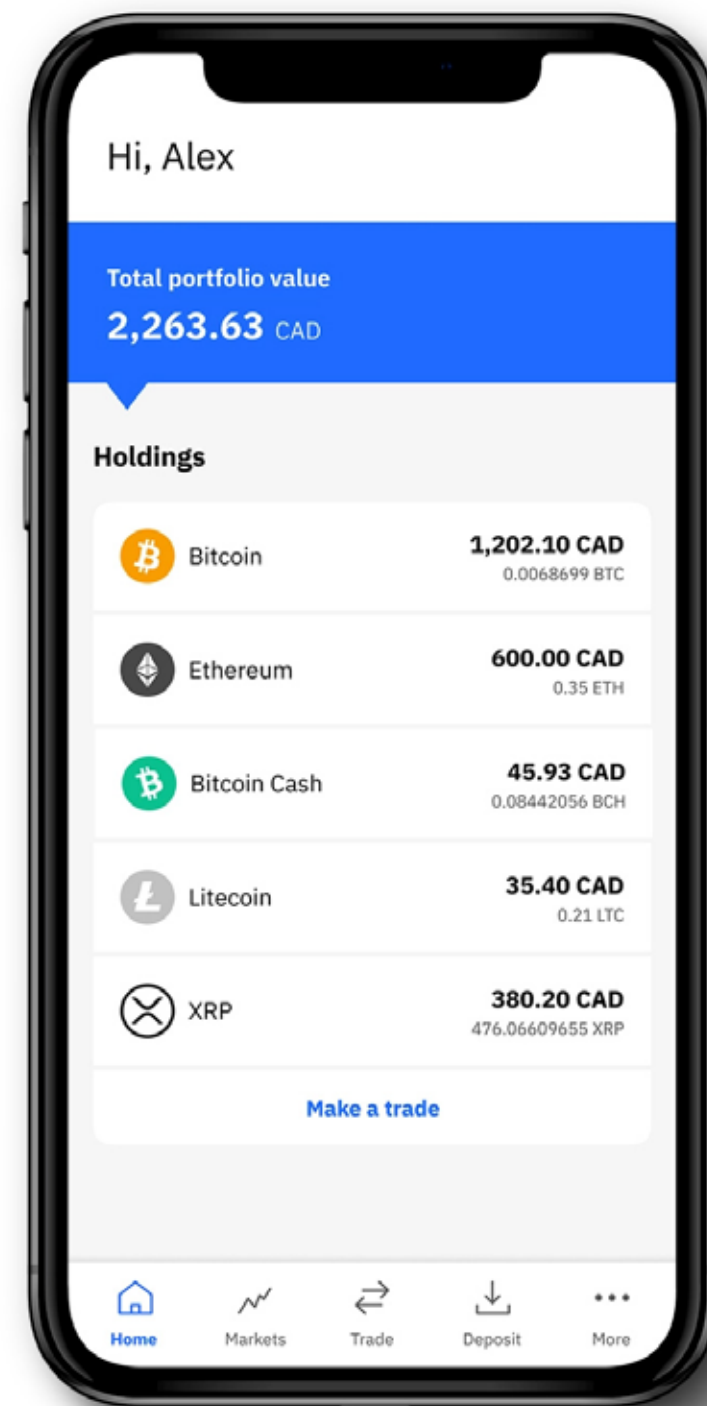 Hi, Alex
Total portfolio value
2,263.63 CAD
Holdings
Bitcoin 1,202.10 CAD
0.0068699 BTC
Ethereum 600.00 CAD
0.35 ETH
Bitcoin Cash 45.93 CAD
0.08442056 BCH
Litecoin 35.40 CAD
0.21 LTC
XRP 380.20 CAD
476.06609655 XRP
Make a trade
Home Markets Trade Deposit More